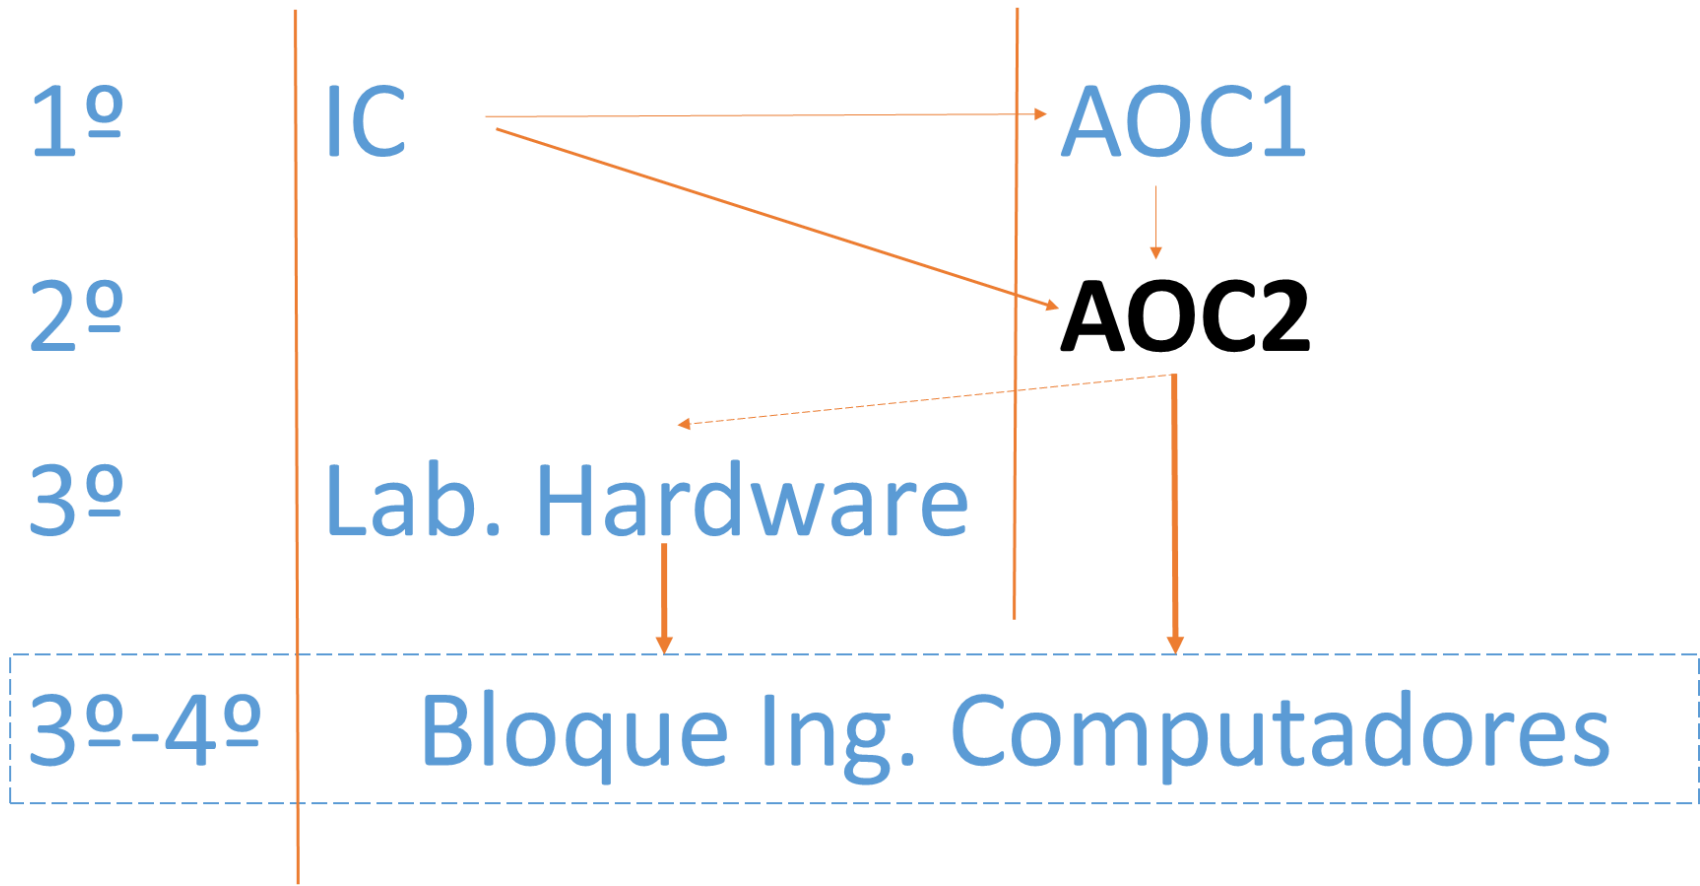 1º IC AOC1
2º AOC2
3º Lab. Hardware
3º-4º Bloque Ing. Computadores